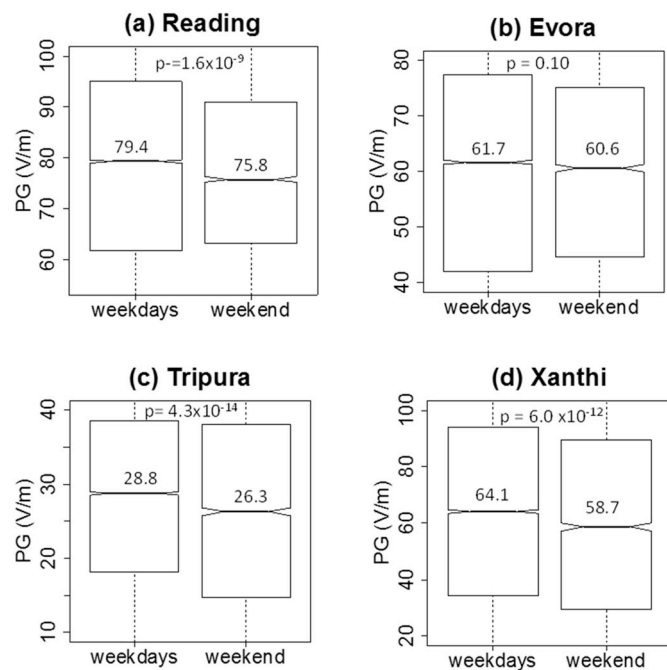 (a) Reading
p-=1.6x10⁻⁹
PG (V/m)
100
90
80
70
60
79.4
75.8
weekdays weekend
(b) Evora
p = 0.10
PG (V/m)
80
70
60
50
40
61.7
60.6
weekdays weekend
(c) Tripura
p= 4.3x10⁻¹⁴
PG (V/m)
40
30
20
10
28.8
26.3
weekdays weekend
(d) Xanthi
p = 6.0 x10⁻¹²
PG (V/m)
100
80
60
40
20
64.1
58.7
weekdays weekend